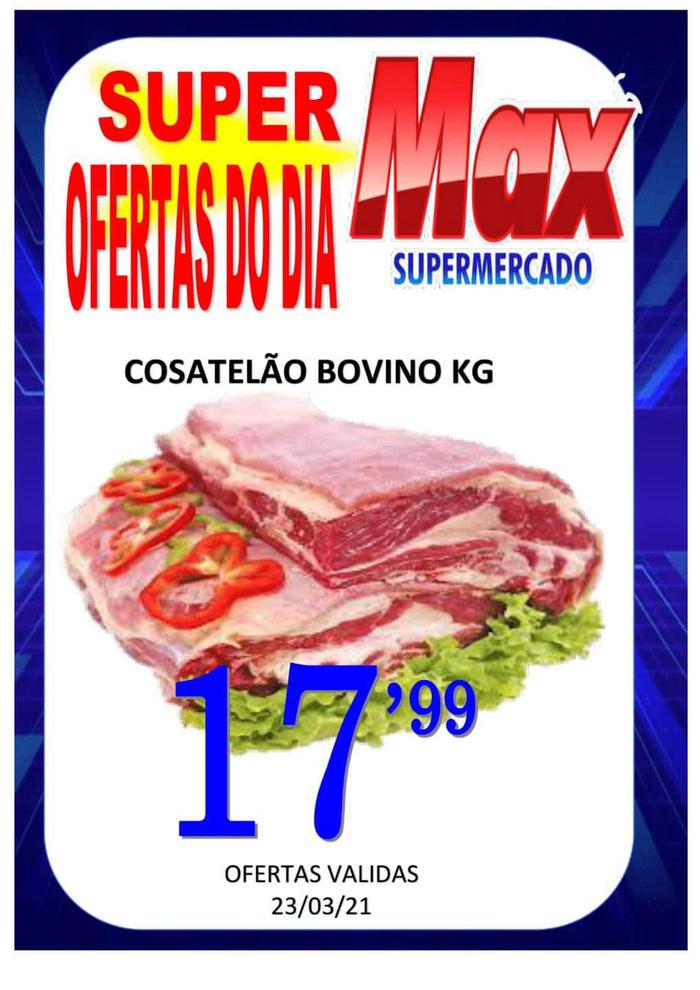 SUPER
OFERTAS DO DIA
Max
SUPERMERCADO
COSATELÃO BOVINO KG
17’99
OFERTAS VALIDAS
23/03/21